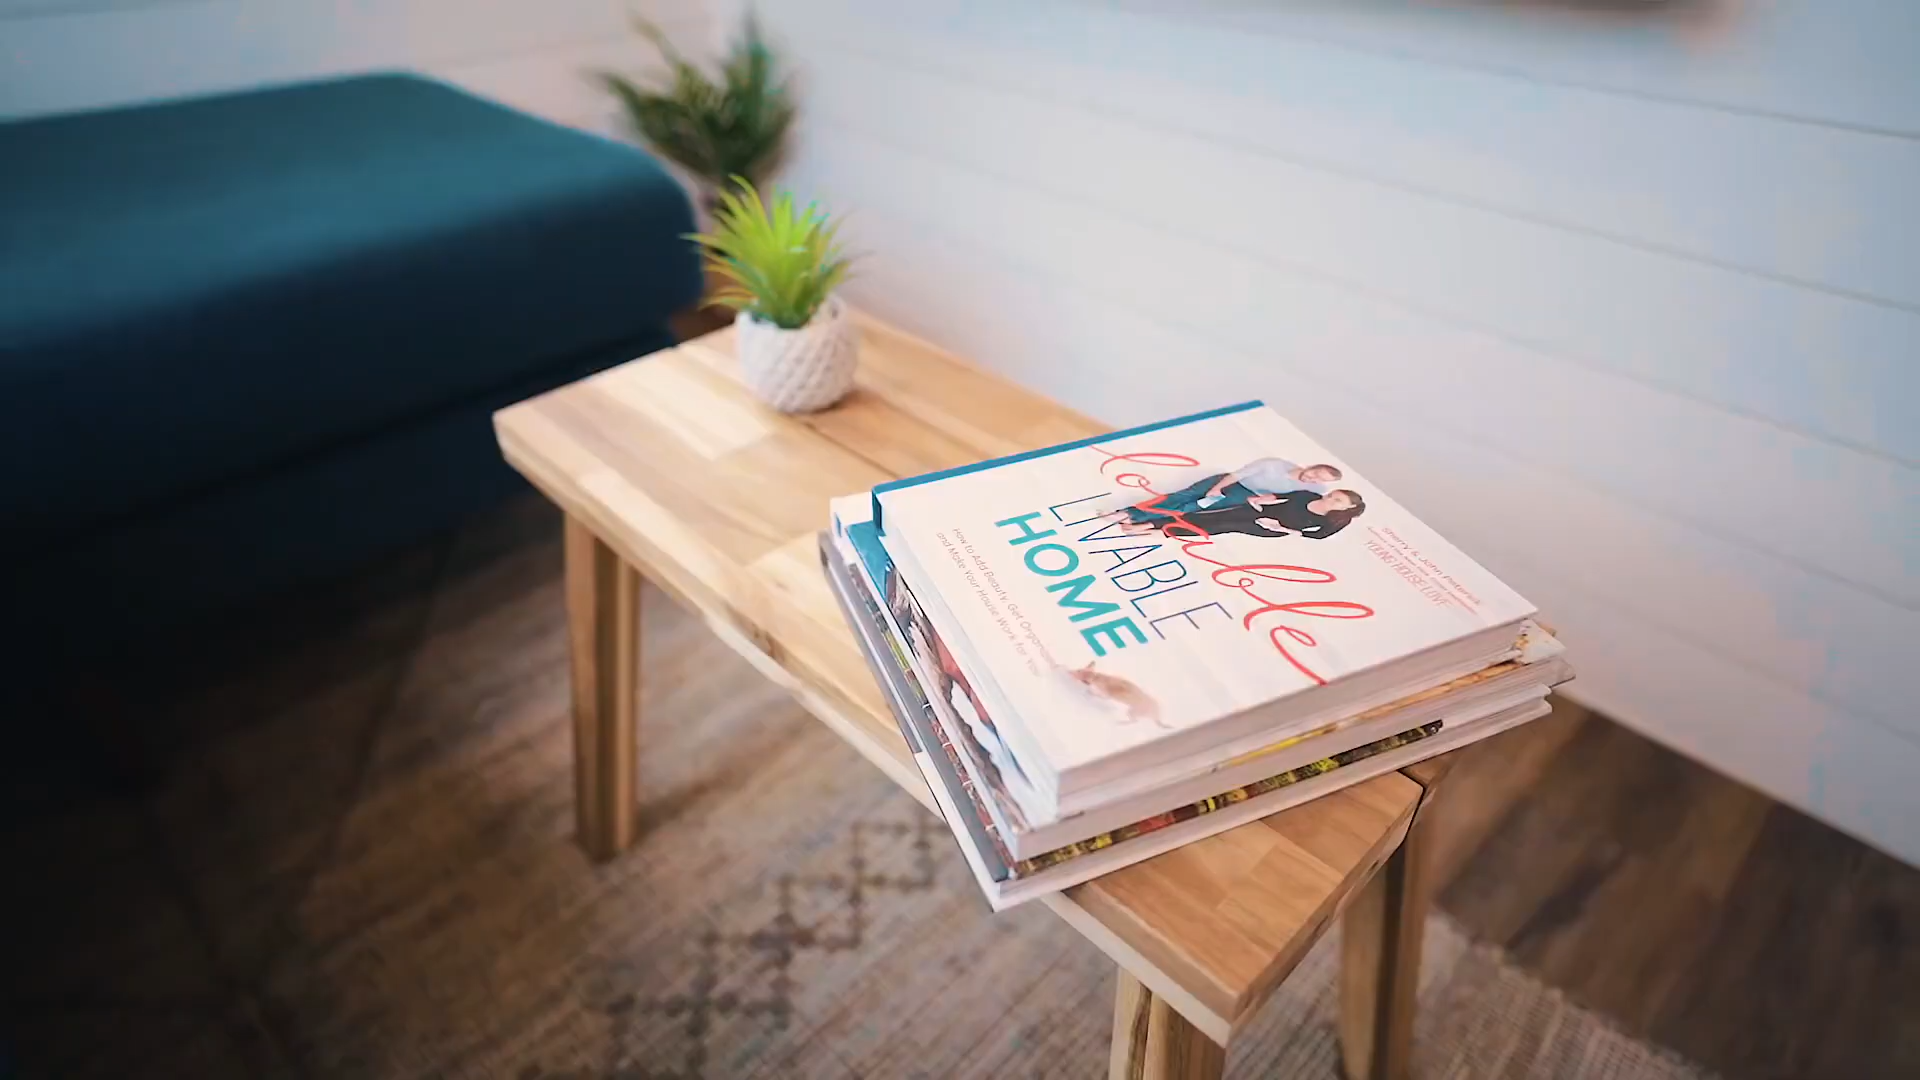 lovable
LIVABLE
HOME
How to Add Beauty, Get Organized,
and Make Your House Work for You
Sherry & John Petersik
YOUNG HOUSE LOVE